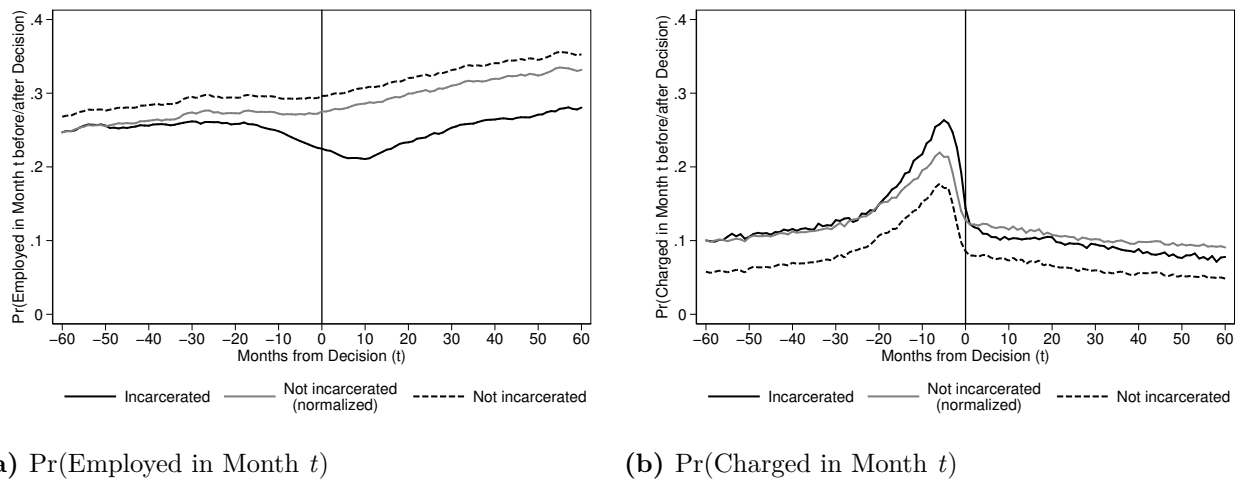 Pr(Employed in Month t before/after Decision)
.4
.3
.2
.1
0
−60 −50 −40 −30 −20 −10 0 10 20 30 40 50 60
Months from Decision (t)
Incarcerated
Not incarcerated
(normalized)
Not incarcerated
a) Pr(Employed in Month t)
Pr(Charged in Month t before/after Decision)
.4
.3
.2
.1
0
−60 −50 −40 −30 −20 −10 0 10 20 30 40 50 60
Months from Decision (t)
Incarcerated
Not incarcerated
(normalized)
Not incarcerated
(b) Pr(Charged in Month t)